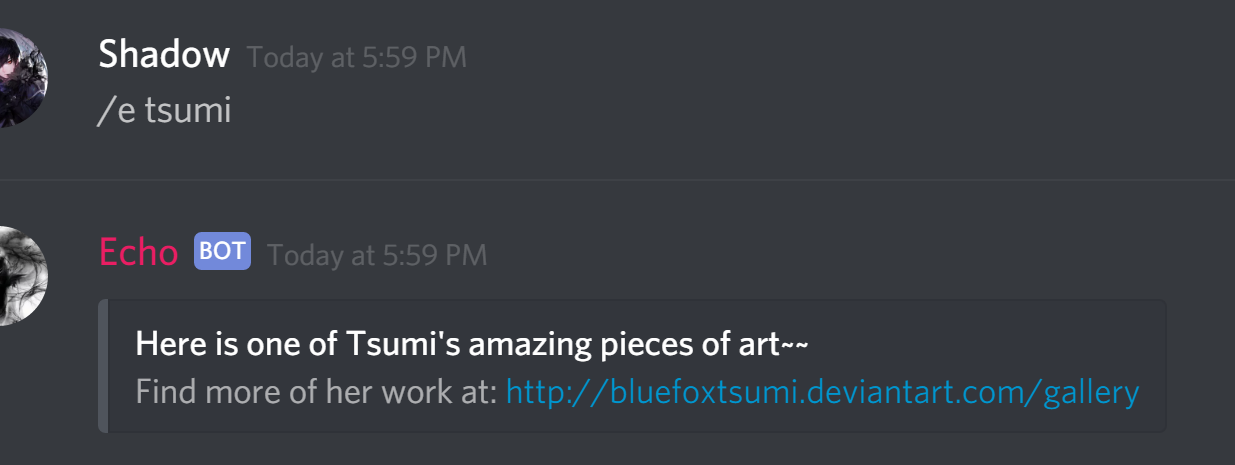 Shadow Today at 5:59 PM
/e tsumi
Echo BOT Today at 5:59 PM
Here is one of Tsumi's amazing pieces of art~~
Find more of her work at: http://bluefoxtsumi.deviantart.com/gallery